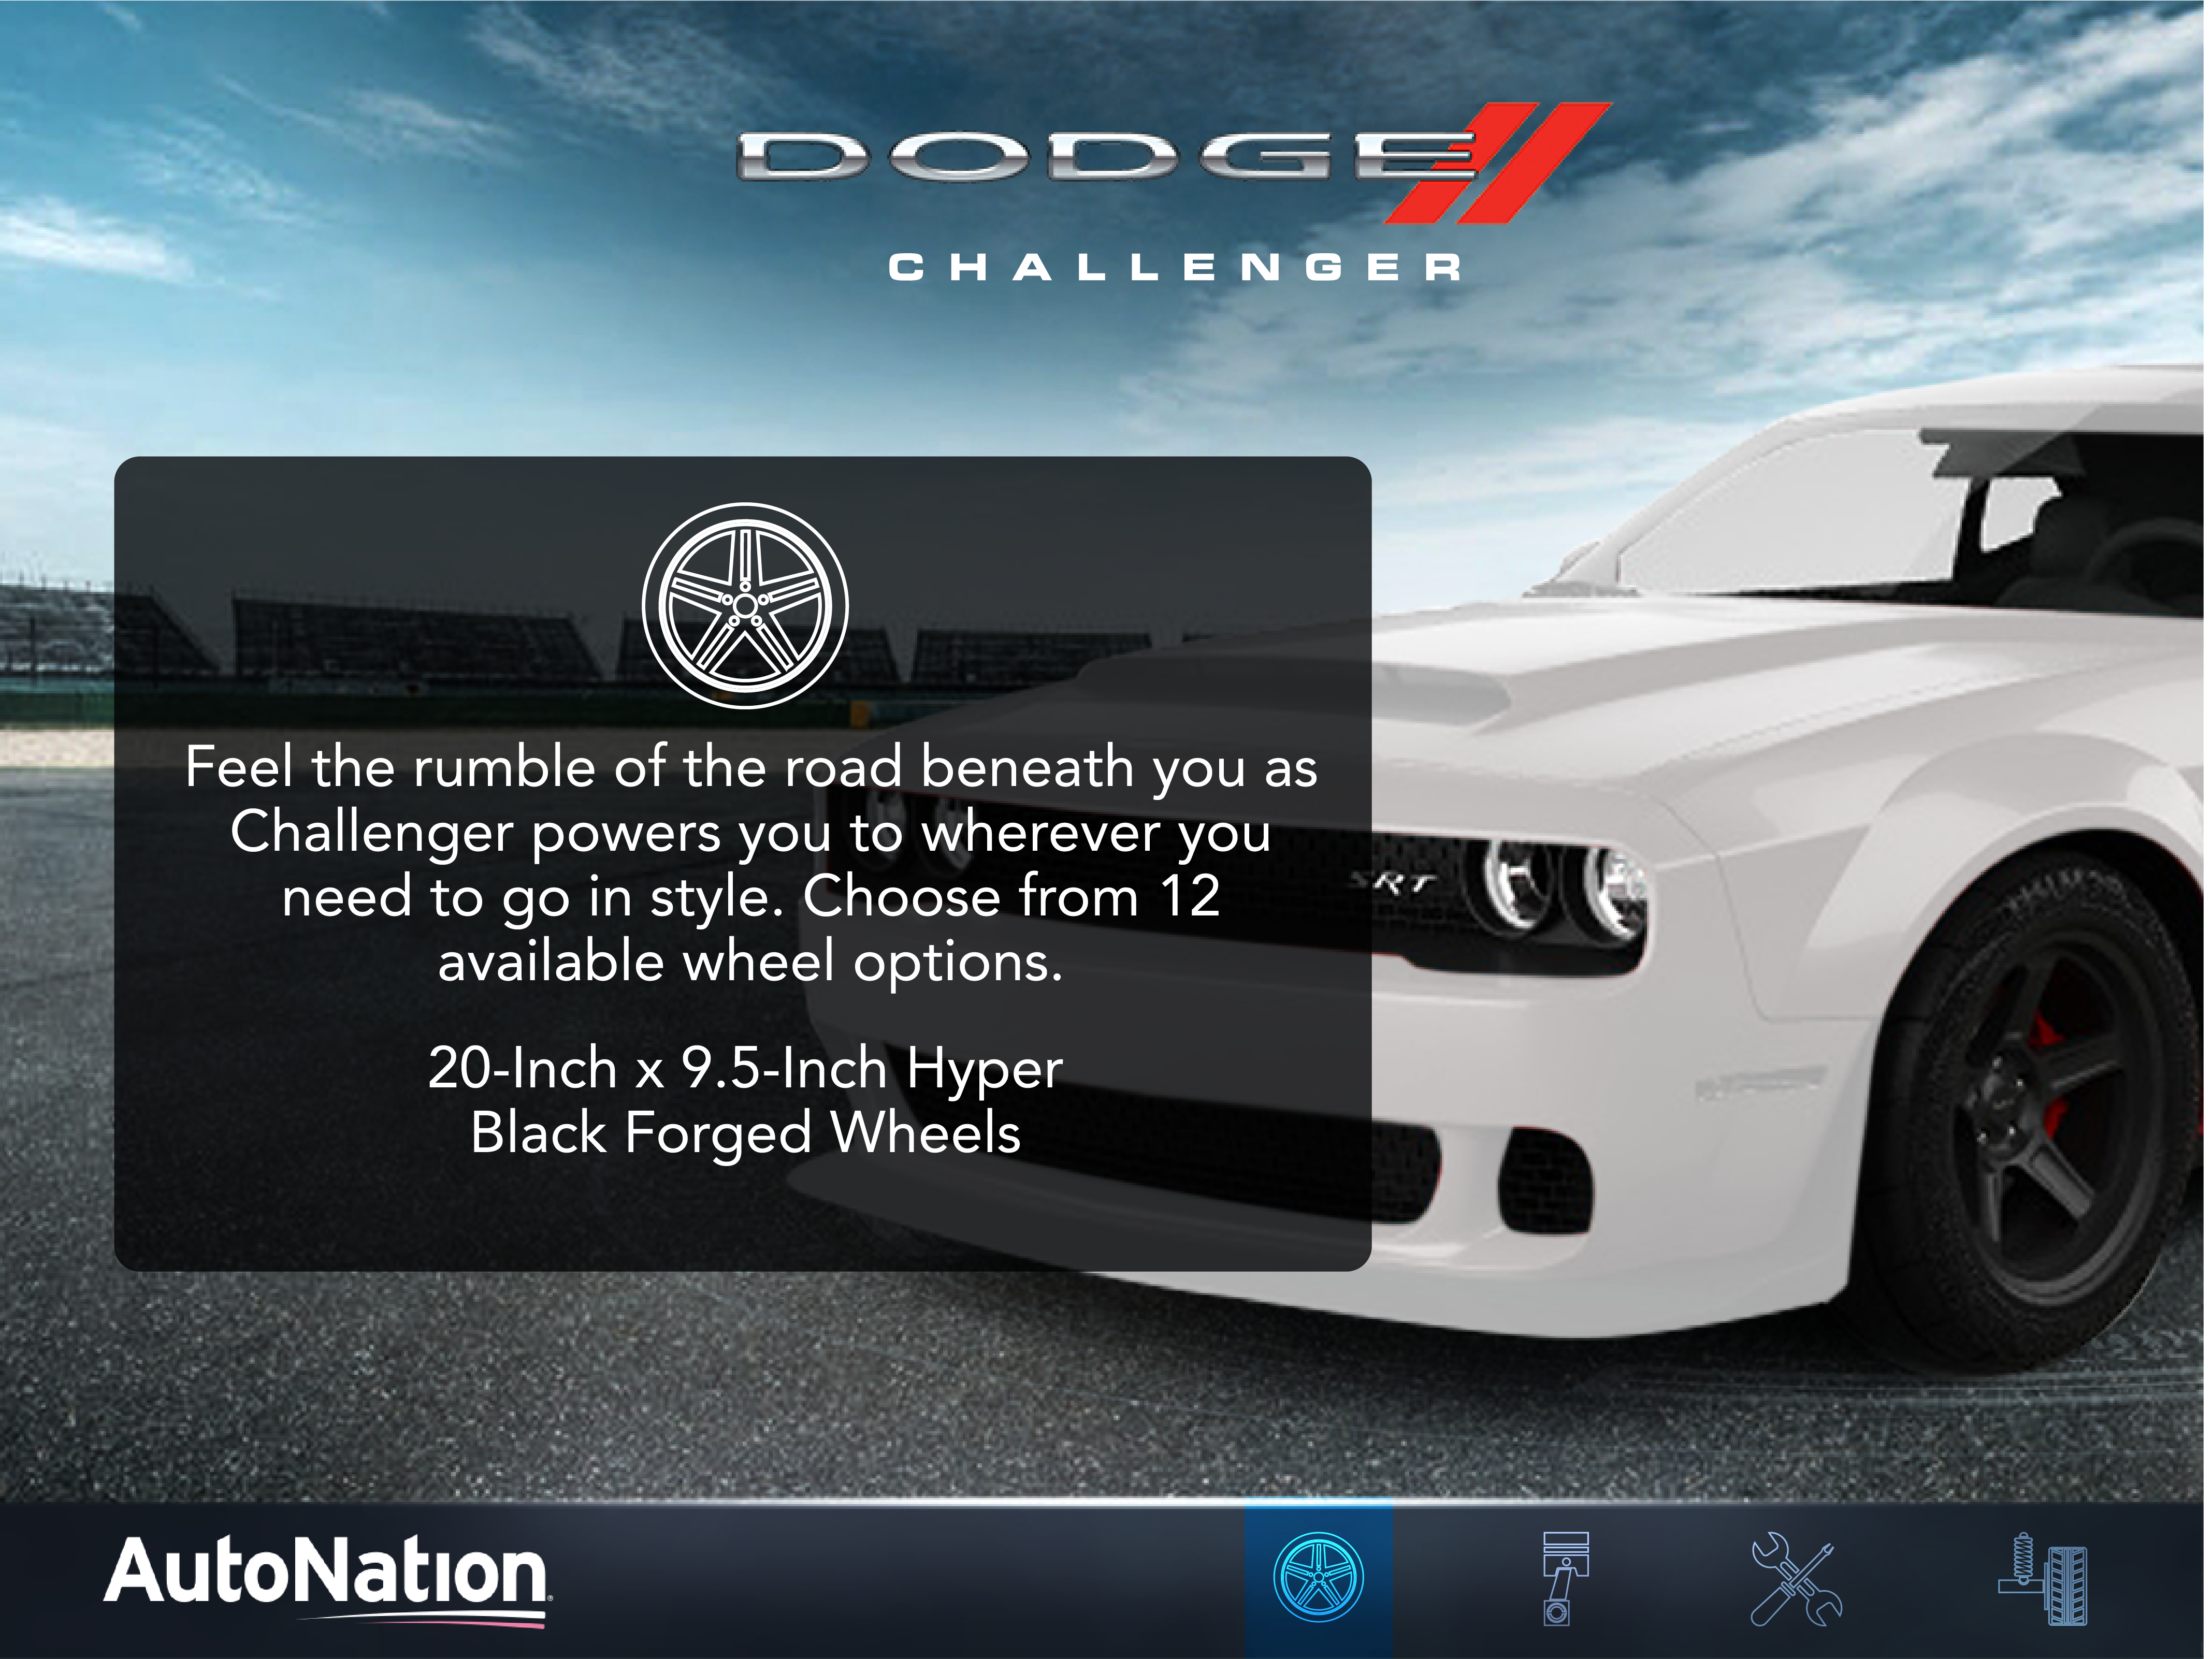 DODGE
CHALLENGER
Feel the rumble of the road beneath you as
Challenger powers you to wherever you
need to go in style. Choose from 12
available wheel options.
20-Inch x 9.5-Inch Hyper
Black Forged Wheels
SRT
AutoNation